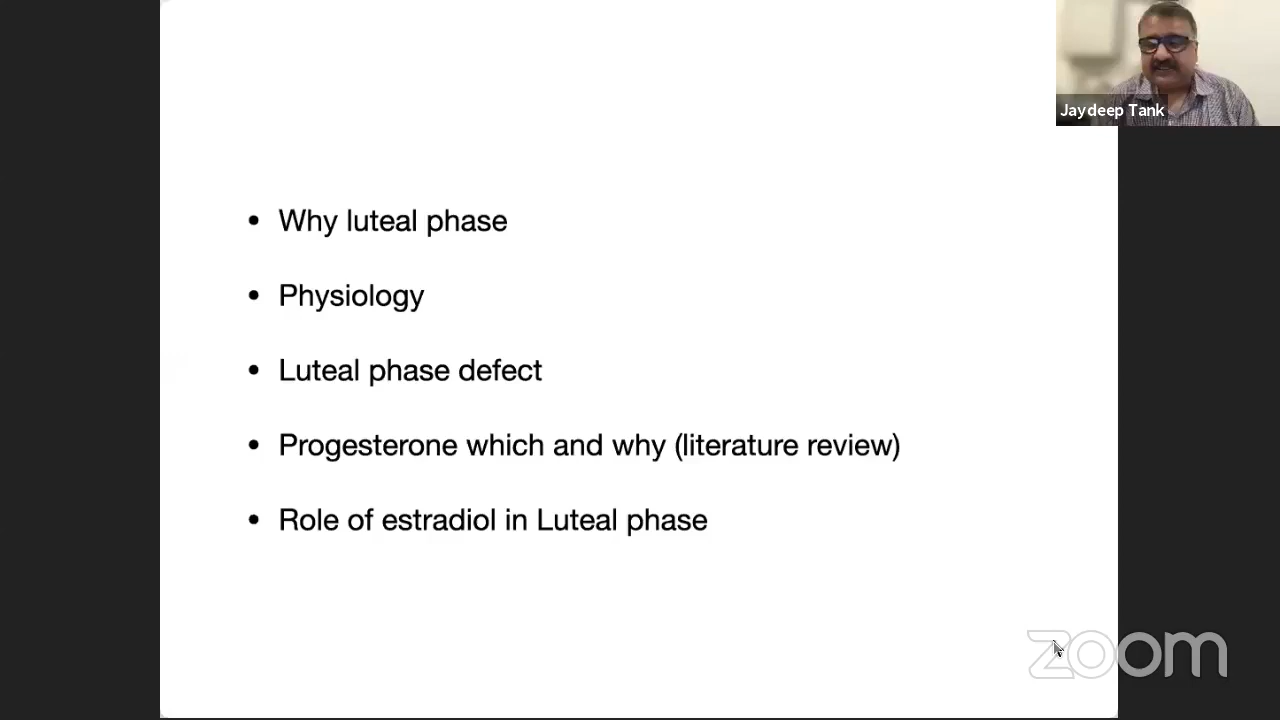 Jaydeep Tank
• Why luteal phase
• Physiology
• Luteal phase defect
• Progesterone which and why (literature review)
• Role of estradiol in Luteal phase
zoom